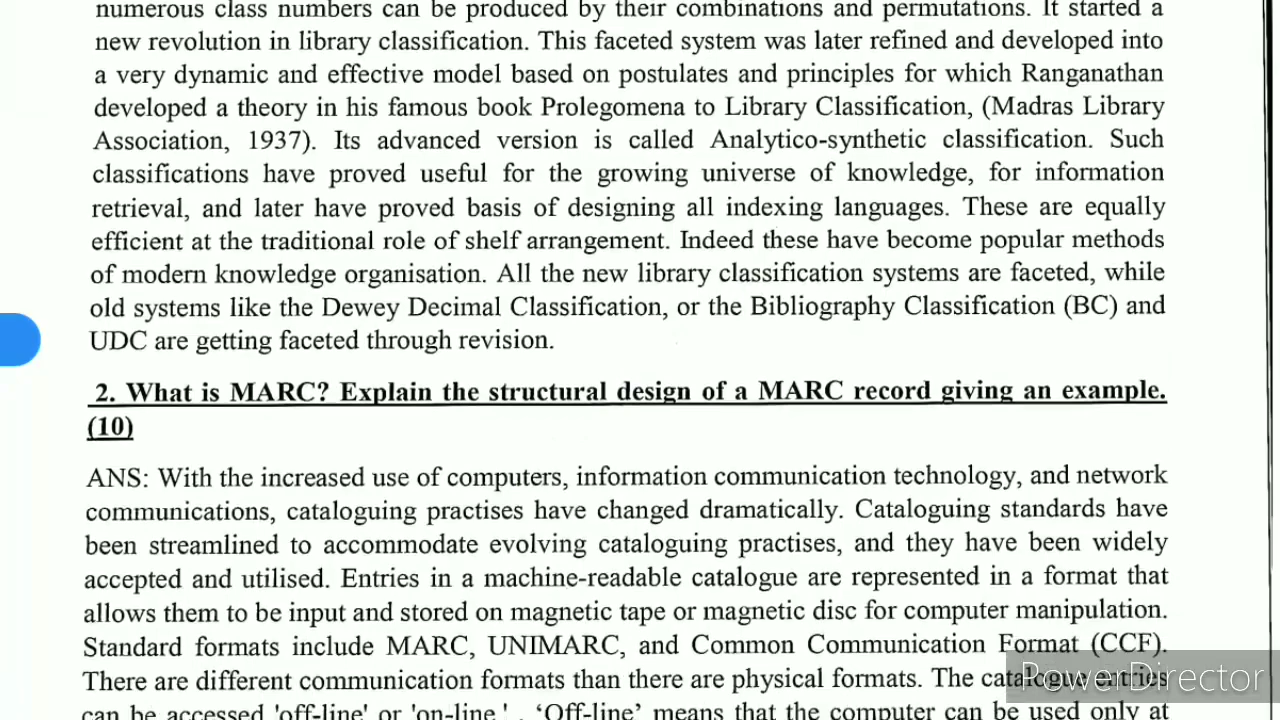 numerous class numbers can be produced by their combinations and permutations. It started a
new revolution in library classification. This faceted system was later refined and developed into
a very dynamic and effective model based on postulates and principles for which Ranganathan
developed a theory in his famous book Prolegomena to Library Classification, (Madras Library
Association, 1937). Its advanced version is called Analytico-synthetic classification. Such
classifications have proved useful for the growing universe of knowledge, for information
retrieval, and later have proved basis of designing all indexing languages. These are equally
efficient at the traditional role of shelf arrangement. Indeed these have become popular methods
of modern knowledge organisation. All the new library classification systems are faceted, while
old systems like the Dewey Decimal Classification, or the Bibliography Classification (BC) and
UDC are getting faceted through revision.
2. What is MARC? Explain the structural design of a MARC record giving an example.
(10)
ANS: With the increased use of computers, information communication technology, and network
communications, cataloguing practises have changed dramatically. Cataloguing standards have
been streamlined to accommodate evolving cataloguing practises, and they have been widely
accepted and utilised. Entries in a machine-readable catalogue are represented in a format that
allows them to be input and stored on magnetic tape or magnetic disc for computer manipulation.
Standard formats include MARC, UNIMARC, and Common Communication Format (CCF).
There are different communication formats than there are physical formats. The catalogue entries
can be accessed 'off-line' or 'on-line.'. ‘Off-line’ means that the computer can be used only at
PowerDirector